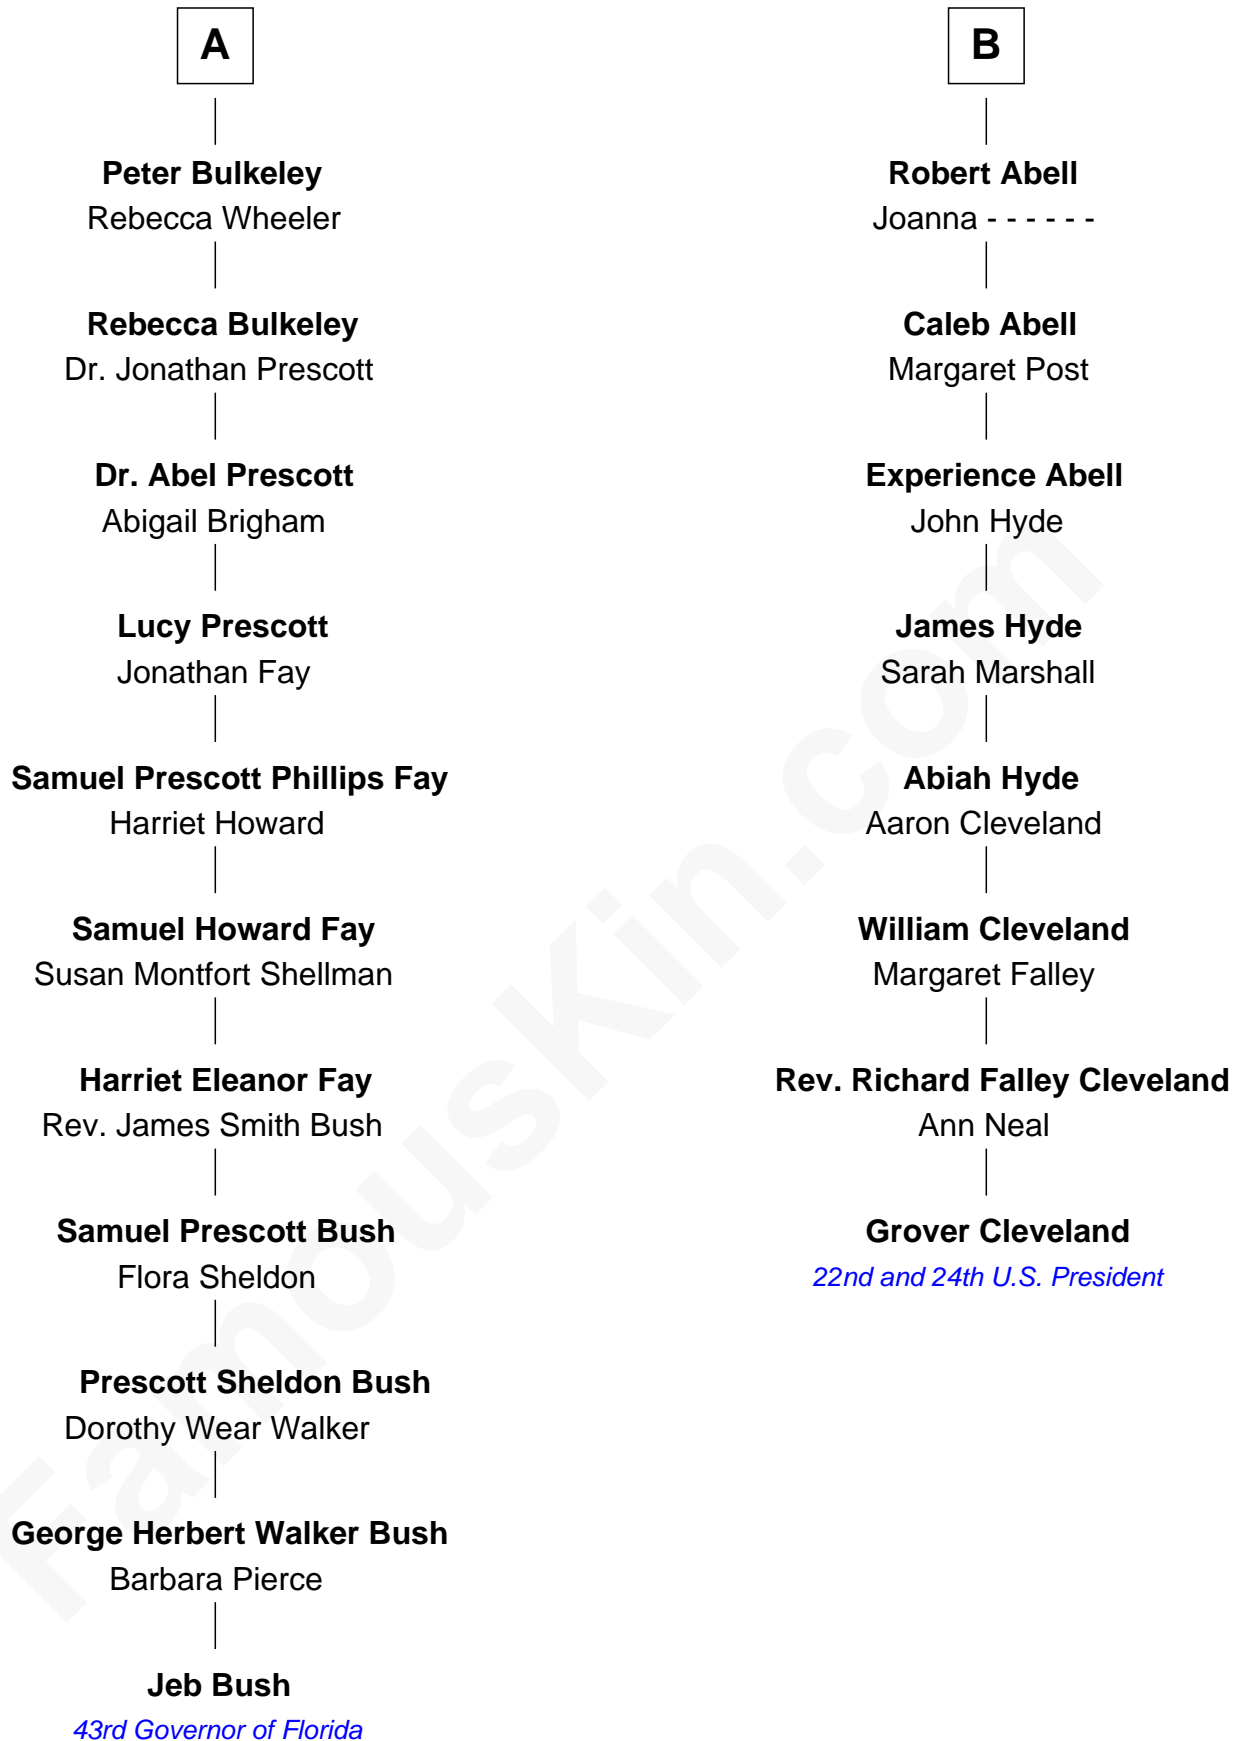 A
Peter Bulkeley
Rebecca Wheeler
Rebecca Bulkeley
Dr. Jonathan Prescott
Dr. Abel Prescott
Abigail Brigham
Lucy Prescott
Jonathan Fay
Samuel Prescott Phillips Fay
Harriet Howard
Samuel Howard Fay
Susan Montfort Shellman
Harriet Eleanor Fay
Rev. James Smith Bush
Samuel Prescott Bush
Flora Sheldon
Prescott Sheldon Bush
Dorothy Wear Walker
George Herbert Walker Bush
Barbara Pierce
Jeb Bush
43rd Governor of Florida
B
Robert Abell
Joanna - - - - - -
Caleb Abell
Margaret Post
Experience Abell
John Hyde
James Hyde
Sarah Marshall
Abiah Hyde
Aaron Cleveland
William Cleveland
Margaret Falley
Rev. Richard Falley Cleveland
Ann Neal
Grover Cleveland
22nd and 24th U.S. President
FamousKin.com